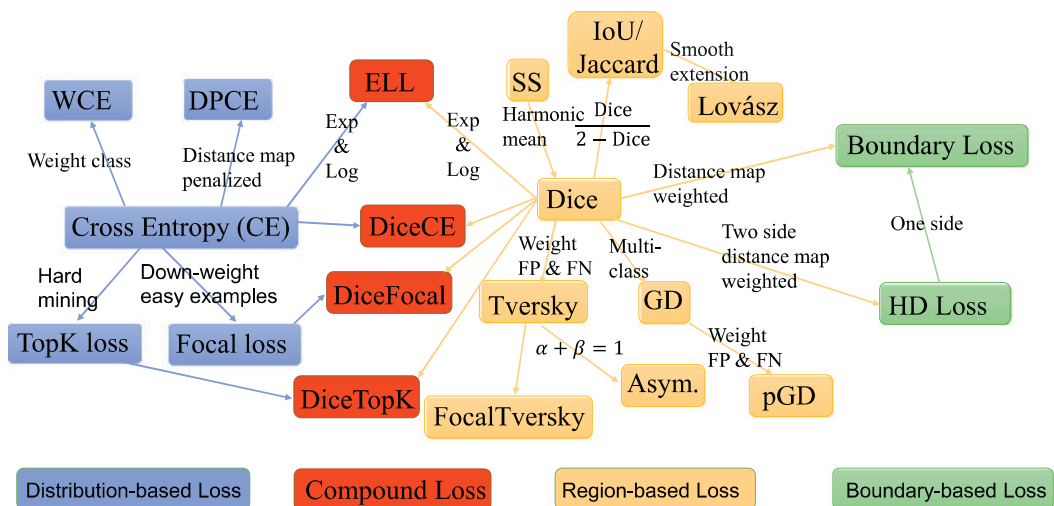 IoU/
Jaccard
Smooth
extension
SS
ELL
WCE
DPCE
Lovász
Harmonic
mean
Dice
2 − Dice
Exp
&
Log
Exp
&
Log
Weight class
Distance map
penalized
Boundary Loss
Distance map
weighted
Dice
Cross Entropy (CE)
DiceCE
One side
Two side
distance map
weighted
Weight
FP & FN
Multi-
class
Hard
mining
Down-weight
easy examples
DiceFocal
Tversky
GD
HD Loss
TopK loss
Focal loss
α + β = 1
Weight
FP & FN
DiceTopK
FocalTversky
Asym.
pGD
Distribution-based Loss
Compound Loss
Region-based Loss
Boundary-based Loss